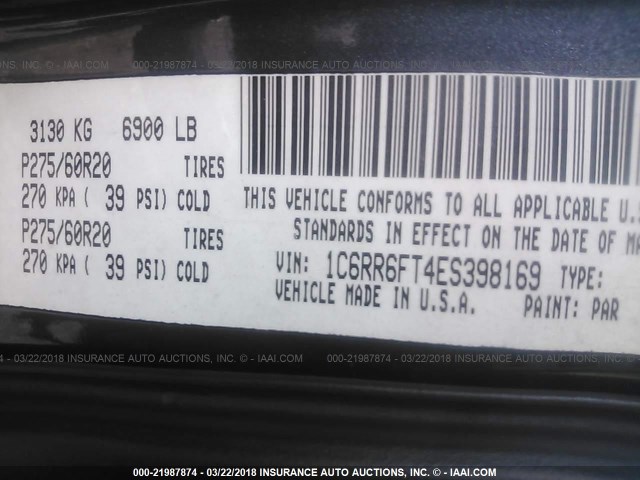 000-21987874 - 03/22/2018 INSURANCE AUTO AUCTIONS, INC. - © IAAI.COM
3130 KG 6900 LB
P275/60R20 TIRES
270 KPA ( 39 PSI) COLD
P275/60R20 TIRES
270 KPA ( 39 PSI) COLD
THIS VEHICLE CONFORMS TO ALL APPLICABLE U.S
STANDARDS IN EFFECT ON THE DATE OF MA
VIN: 1C6RR6FT4ES398169 TYPE:
VEHICLE MADE IN U.S.A. PAINT: PAR
000-21987874 - 03/22/2018 INSURANCE AUTO AUCTIONS, INC. - © IAAI.COM
000-21987874 - 03/22/2018 INSURANCE AUTO AUCTIONS, INC. - © IAAI.COM
000-21987874 - 03/22/2018 INSURANCE AUTO AUCTIONS, INC. - © IAAI.COM